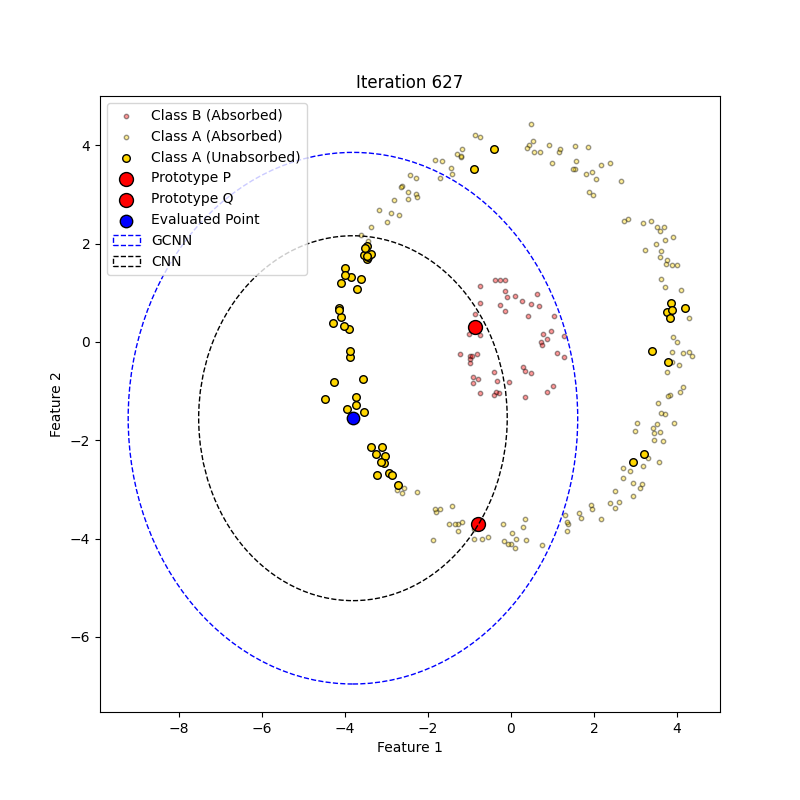 Iteration 627
Class B (Absorbed)
Class A (Absorbed)
Class A (Unabsorbed)
Prototype P
Prototype Q
Evaluated Point
GCNN
CNN
4
2
0
−2
−4
−6
Feature 2
−8 −6 −4 −2 0 2 4
Feature 1